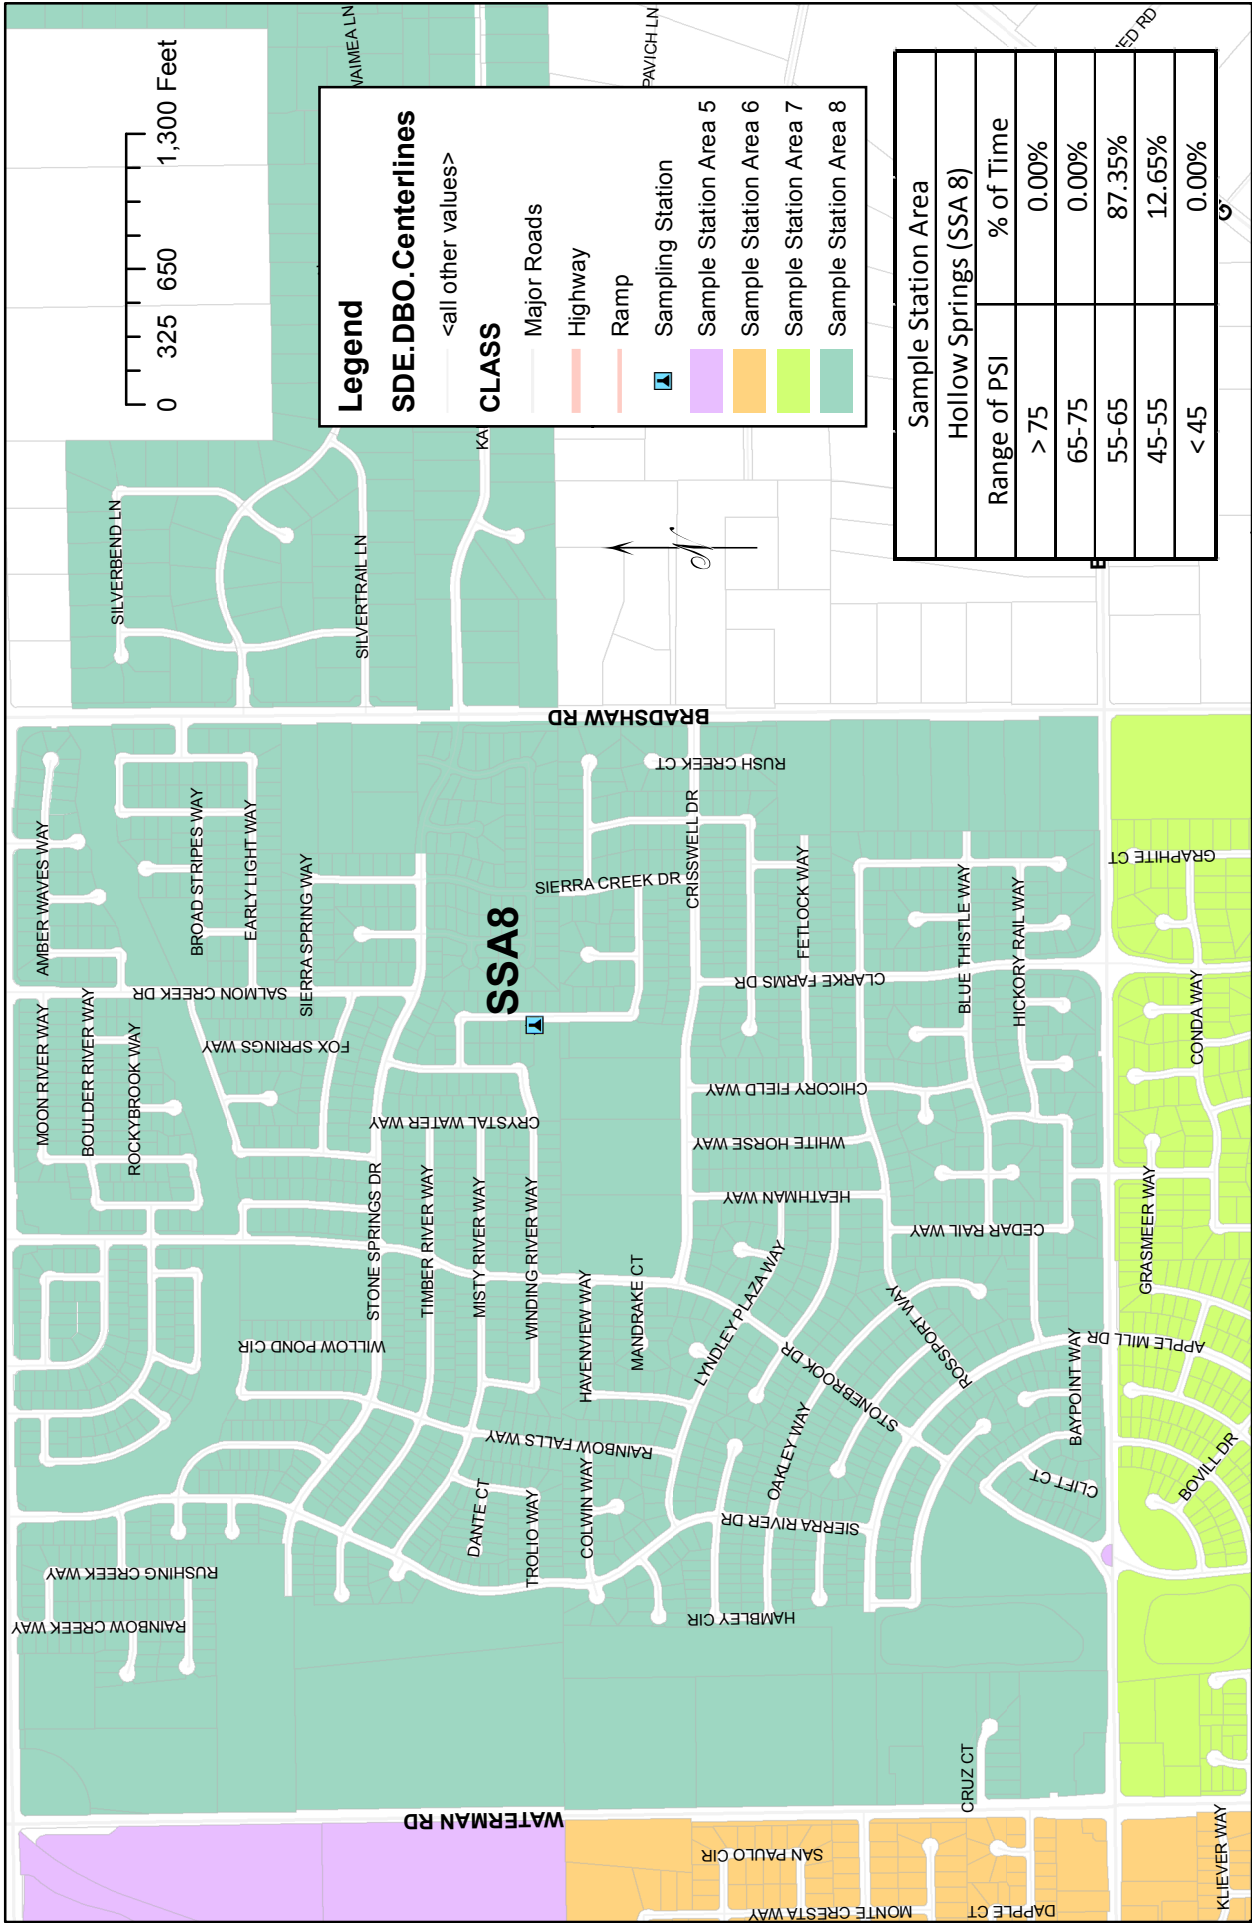 0 325 650 1,300 Feet
Legend
SDE.DBO.Centerlines
<all other values>
CLASS
Major Roads
Highway
Ramp
Sampling Station
Sample Station Area 5
Sample Station Area 6
Sample Station Area 7
Sample Station Area 8
Sample Station Area
Hollow Springs (SSA 8)
Range of PSI % of Time
> 75 0.00%
65-75 0.00%
55-65 87.35%
45-55 12.65%
< 45 0.00%
N
SSA8
WATERMAN RD
BRADSHAW RD
RAINBOW CREEK WAY
RUSHING CREEK WAY
MOON RIVER WAY
BOULDER RIVER WAY
ROCKYBROOK WAY
AMBER WAVES WAY
SALMON CREEK DR
BROAD STRIPES WAY
EARLY LIGHT WAY
SIERRA SPRING WAY
FOX SPRINGS WAY
SILVERBEND LN
SILVERTRAIL LN
WAIMEA LN
KA
PAVICH LN
WILLOW POND CIR
STONE SPRINGS DR
CRYSTAL WATER WAY
TIMBER RIVER WAY
MISTY RIVER WAY
WINDING RIVER WAY
RAINBOW FALLS WAY
DANTE CT
TROLIO WAY
COLWIN WAY
HAVENVIEW WAY
MANDRAKE CT
SIERRA CREEK DR
RUSH CREEK CT
CRISSWELL DR
HAMBLEY CIR
SIERRA RIVER DR
LYNDLEY PLAZA WAY
OAKLEY WAY
STONEBROOK DR
ROSSPORT WAY
HEATHMAN WAY
WHITE HORSE WAY
CHICORY FIELD WAY
CLARKE FARMS DR
FETLOCK WAY
BLUE THISTLE WAY
HICKORY RAIL WAY
CEDAR RAIL WAY
BAYPOINT WAY
CLIFT CT
CRUZ CT
SAN PAULO CIR
MONTE CRESTA WAY
DAPPLE CT
KLIEVER WAY
BOVILL DR
APPLE MILL DR
GRASMEER WAY
CONDA WAY
GRAPHITE CT
IED RD